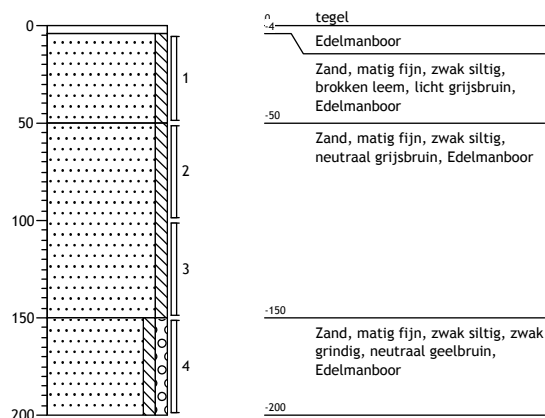 0
50
100
150
200
1
2
3
4
0
tegel
-4
Edelmanboor
Zand, matig fijn, zwak siltig,
brokken leem, licht grijsbruin,
Edelmanboor
-50
Zand, matig fijn, zwak siltig,
neutraal grijsbruin, Edelmanboor
-150
Zand, matig fijn, zwak siltig, zwak
grindig, neutraal geelbruin,
Edelmanboor
-200